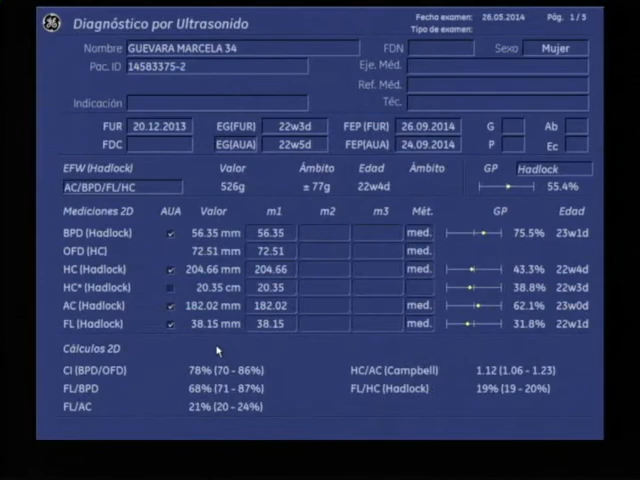 Diagnóstico por Ultrasonido Fecha examen: 26.05.2014 Pág. 1 / 5
Tipo de examen:
Nombre GUEVARA MARCELA 34 FDN Sexo Mujer
Pac. ID 14583375-2 Eje. Méd.
Ref. Méd.
Indicación Téc.
FUR 20.12.2013 EG(FUR) 22w3d FEP (FUR) 26.09.2014 G Ab
FDC EG(AUA) 22w5d FEP(AUA) 24.09.2014 P Ec
EFW (Hadlock) Valor Ámbito Edad Ámbito GP Hadlock
AC/BPD/FL/HC 526g ± 77g 22w4d 55.4%
Mediciones 2D AUA Valor m1 m2 m3 Mét. GP Edad
BPD (Hadlock) 56.35 mm 56.35 med. 75.5% 23w1d
OFD (HC) 72.51 mm 72.51 med.
HC (Hadlock) 204.66 mm 204.66 med. 43.3% 22w4d
HC* (Hadlock) 20.35 cm 20.35 38.8% 22w3d
AC (Hadlock) 182.02 mm 182.02 med. 62.1% 23w0d
FL (Hadlock) 38.15 mm 38.15 med. 31.8% 22w1d
Cálculos 2D
CI (BPD/OFD) 78% (70 - 86%) HC/AC (Campbell) 1.12 (1.06 - 1.23)
FL/BPD 68% (71 - 87%) FL/HC (Hadlock) 19% (19 - 20%)
FL/AC 21% (20 - 24%)